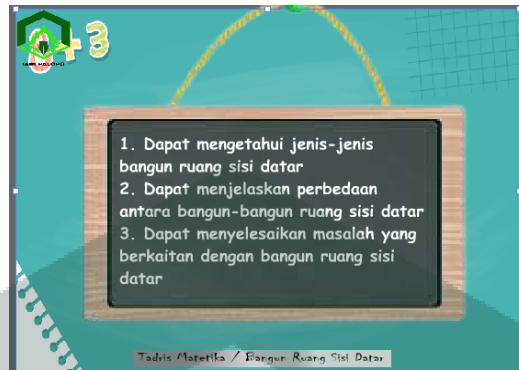 +3
1. Dapat mengetahui jenis-jenis
bangun ruang sisi datar
2. Dapat menjelaskan perbedaan
antara bangun-bangun ruang sisi datar
3. Dapat menyelesaikan masalah yang
berkaitan dengan bangun ruang sisi
datar
Tadris Matetika / Bangun Ruang Sisi Datar